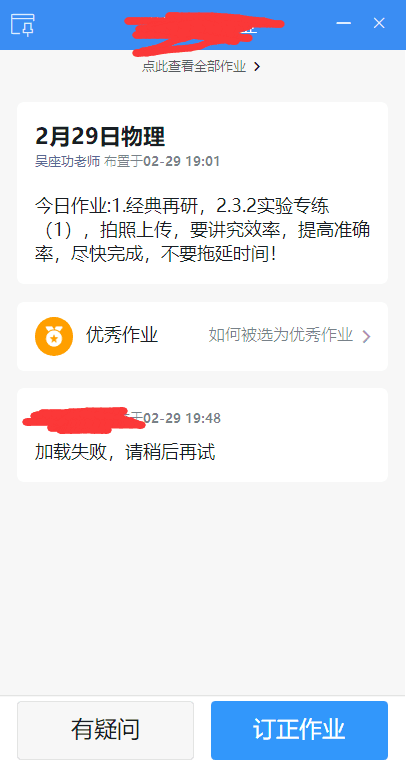 点此查看全部作业
2月29日物理
吴座功老师 布置于02-29 19:01
今日作业:1.经典再研，2.3.2实验专练
（1），拍照上传，要讲究效率，提高准确
率，尽快完成，不要拖延时间！
优秀作业 如何被选为优秀作业
于02-29 19:48
加载失败，请稍后再试
有疑问 订正作业